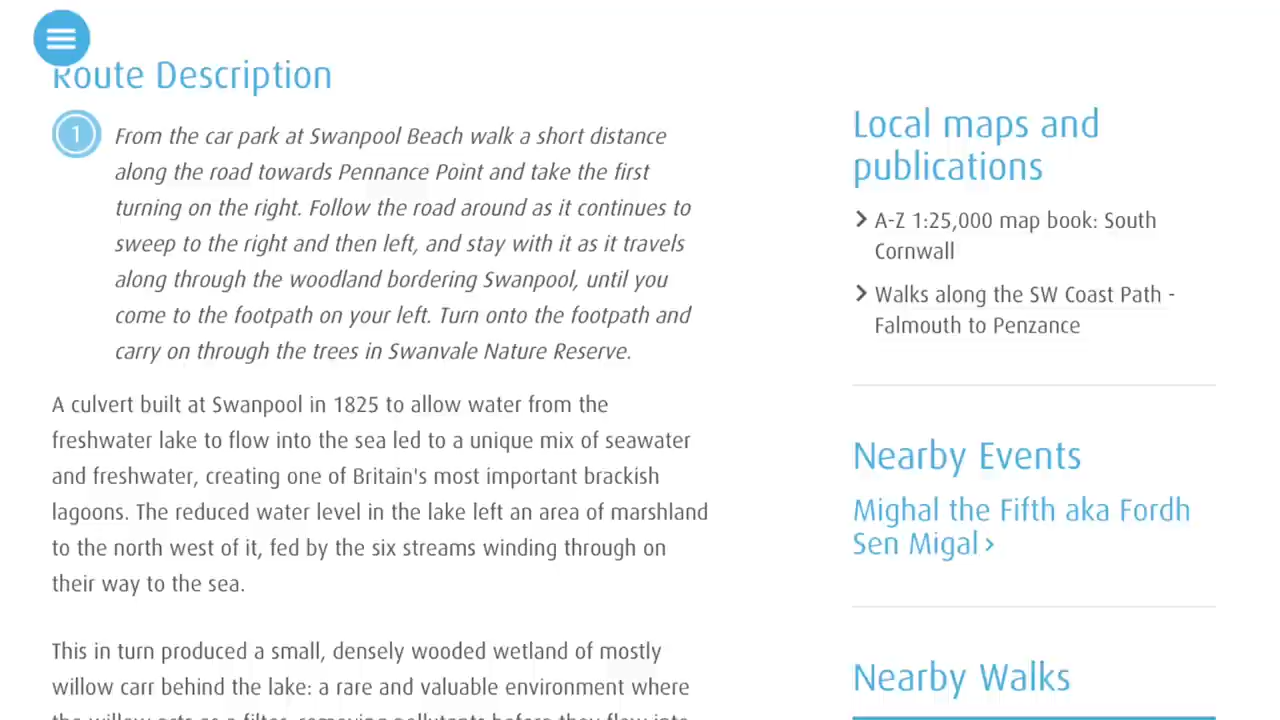 Route Description
1
From the car park at Swanpool Beach walk a short distance
along the road towards Pennance Point and take the first
turning on the right. Follow the road around as it continues to
sweep to the right and then left, and stay with it as it travels
along through the woodland bordering Swanpool, until you
come to the footpath on your left. Turn onto the footpath and
carry on through the trees in Swanvale Nature Reserve.
A culvert built at Swanpool in 1825 to allow water from the
freshwater lake to flow into the sea led to a unique mix of seawater
and freshwater, creating one of Britain's most important brackish
lagoons. The reduced water level in the lake left an area of marshland
to the north west of it, fed by the six streams winding through on
their way to the sea.
This in turn produced a small, densely wooded wetland of mostly
willow carr behind the lake: a rare and valuable environment where
the willow acts as a filter, removing pollutants before they flow into
Local maps and
publications
A-Z 1:25,000 map book: South
Cornwall
Walks along the SW Coast Path -
Falmouth to Penzance
Nearby Events
Mighal the Fifth aka Fordh
Sen Migal
Nearby Walks